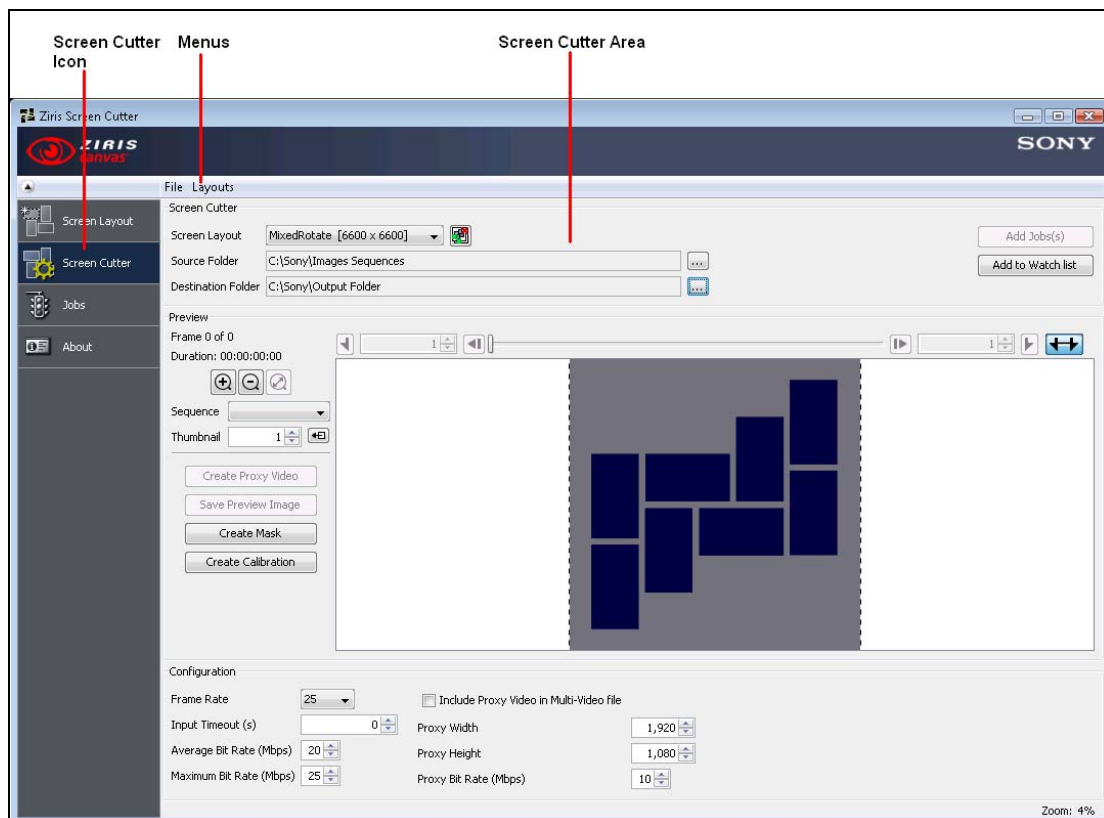 Screen Cutter Icon
Menus
Screen Cutter Area
Ziris Screen Cutter
ZIRIS
canvas
SONY
File Layouts
Screen Layout
Screen Cutter
Jobs
About
Screen Cutter
Screen Layout MixedRotate [6600 x 6600]
Source Folder C:\Sony\Images Sequences ...
Destination Folder C:\Sony\Output Folder ...
Add Jobs(s)
Add to Watch list
Preview
Frame 0 of 0
Duration: 00:00:00:00
1
1
Sequence
Thumbnail 1
Create Proxy Video
Save Preview Image
Create Mask
Create Calibration
Configuration
Frame Rate 25
Input Timeout (s) 0
Average Bit Rate (Mbps) 20
Maximum Bit Rate (Mbps) 25
Include Proxy Video in Multi-Video file
Proxy Width 1,920
Proxy Height 1,080
Proxy Bit Rate (Mbps) 10
Zoom: 4%